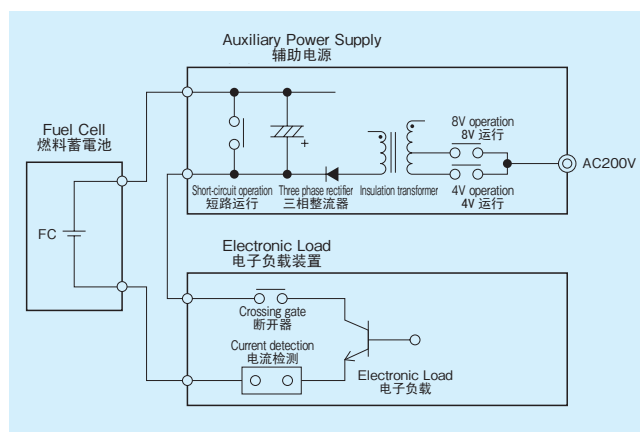 Auxiliary Power Supply
辅助电源
Fuel Cell
燃料蓄電池
FC
8V operation
8V 运行
AC200V
Short-circuit operation
短路运行
Three phase rectifier
三相整流器
Insulation transformer
4V operation
4V 运行
+
Electronic Load
电子负载装置
Crossing gate
断开器
Current detection
电流检测
Electronic Load
电子负载